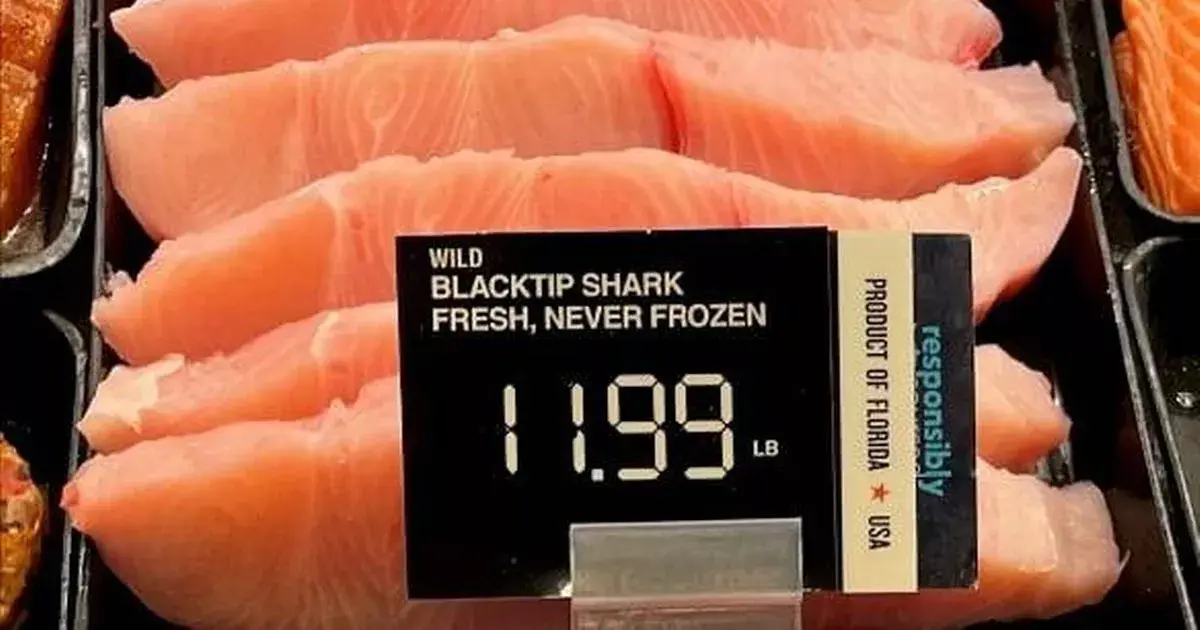 WILD
BLACKTIP SHARK
FRESH, NEVER FROZEN
11.99 LB
PRODUCT OF FLORIDA ★ USA
responsibly